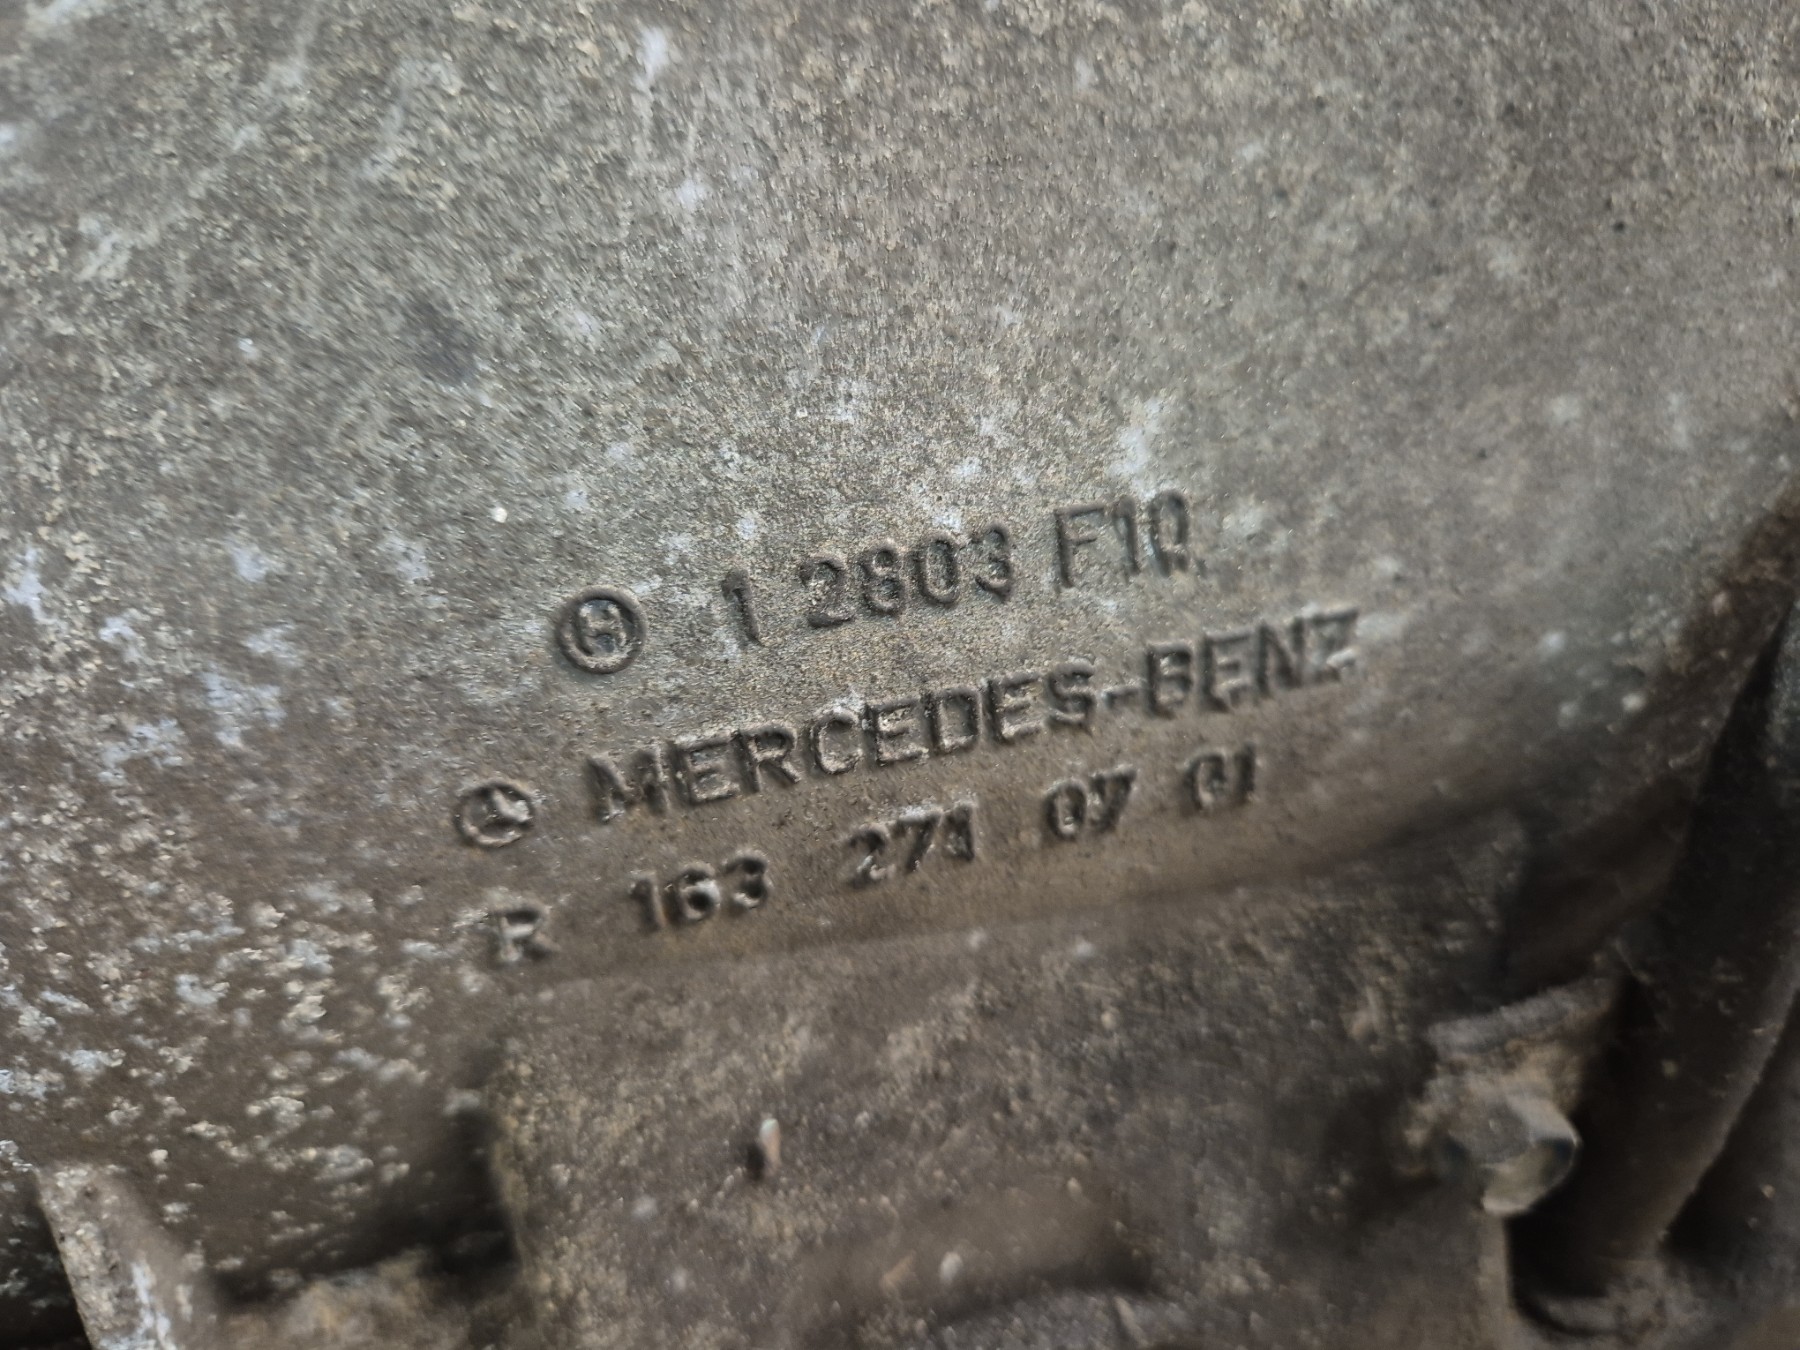 H 1 2803 F10
MERCEDES-BENZ
R 163 271 07 01